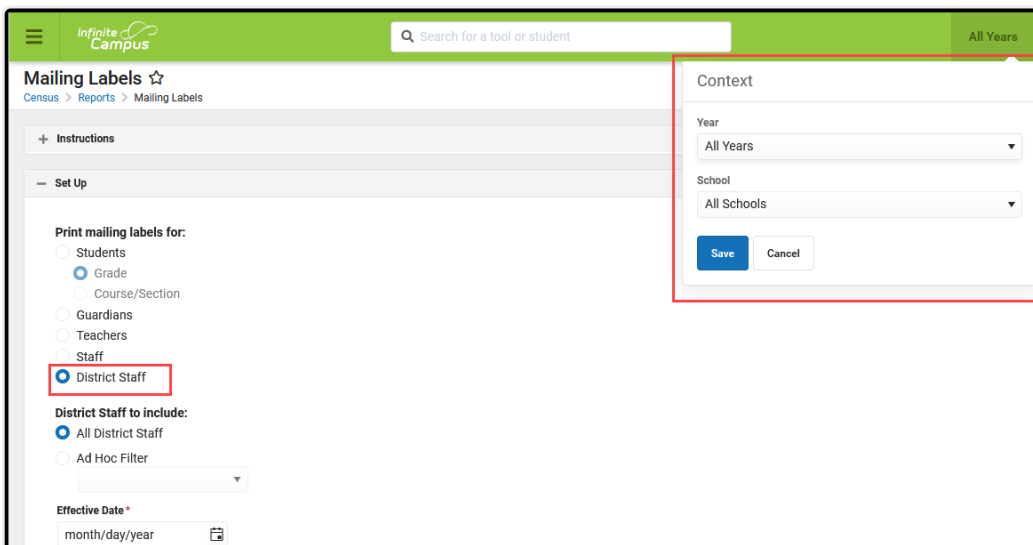 Infinite Campus
Search for a tool or student
All Years
Mailing Labels
Census > Reports > Mailing Labels
Context
Year
All Years
School
All Schools
Save Cancel
+ Instructions
− Set Up
Print mailing labels for:
Students
Grade
Course/Section
Guardians
Teachers
Staff
District Staff
District Staff to include:
All District Staff
Ad Hoc Filter
Effective Date*
month/day/year